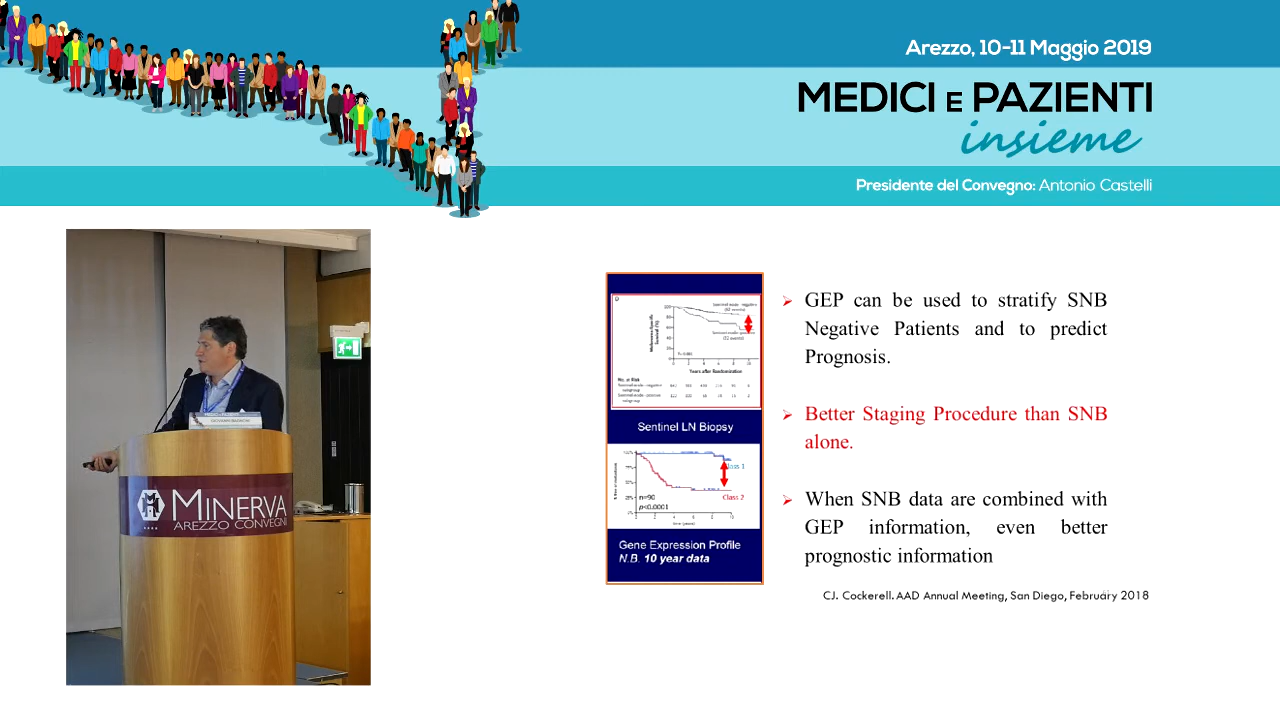 Arezzo, 10-11 Maggio 2019
MEDICI E PAZIENTI
insieme
Presidente del Convegno: Antonio Castelli
MINERVA
AREZZO CONVEGNI
Years after Randomization
No. at Risk
Sentinel LN Biopsy
Class 1
Class 2
n=90
p<0.0001
Gene Expression Profile
N.B. 10 year data
GEP can be used to stratify SNB
Negative Patients and to predict
Prognosis.
Better Staging Procedure than SNB
alone.
When SNB data are combined with
GEP information, even better
prognostic information
CJ. Cockerell. AAD Annual Meeting, San Diego, February 2018